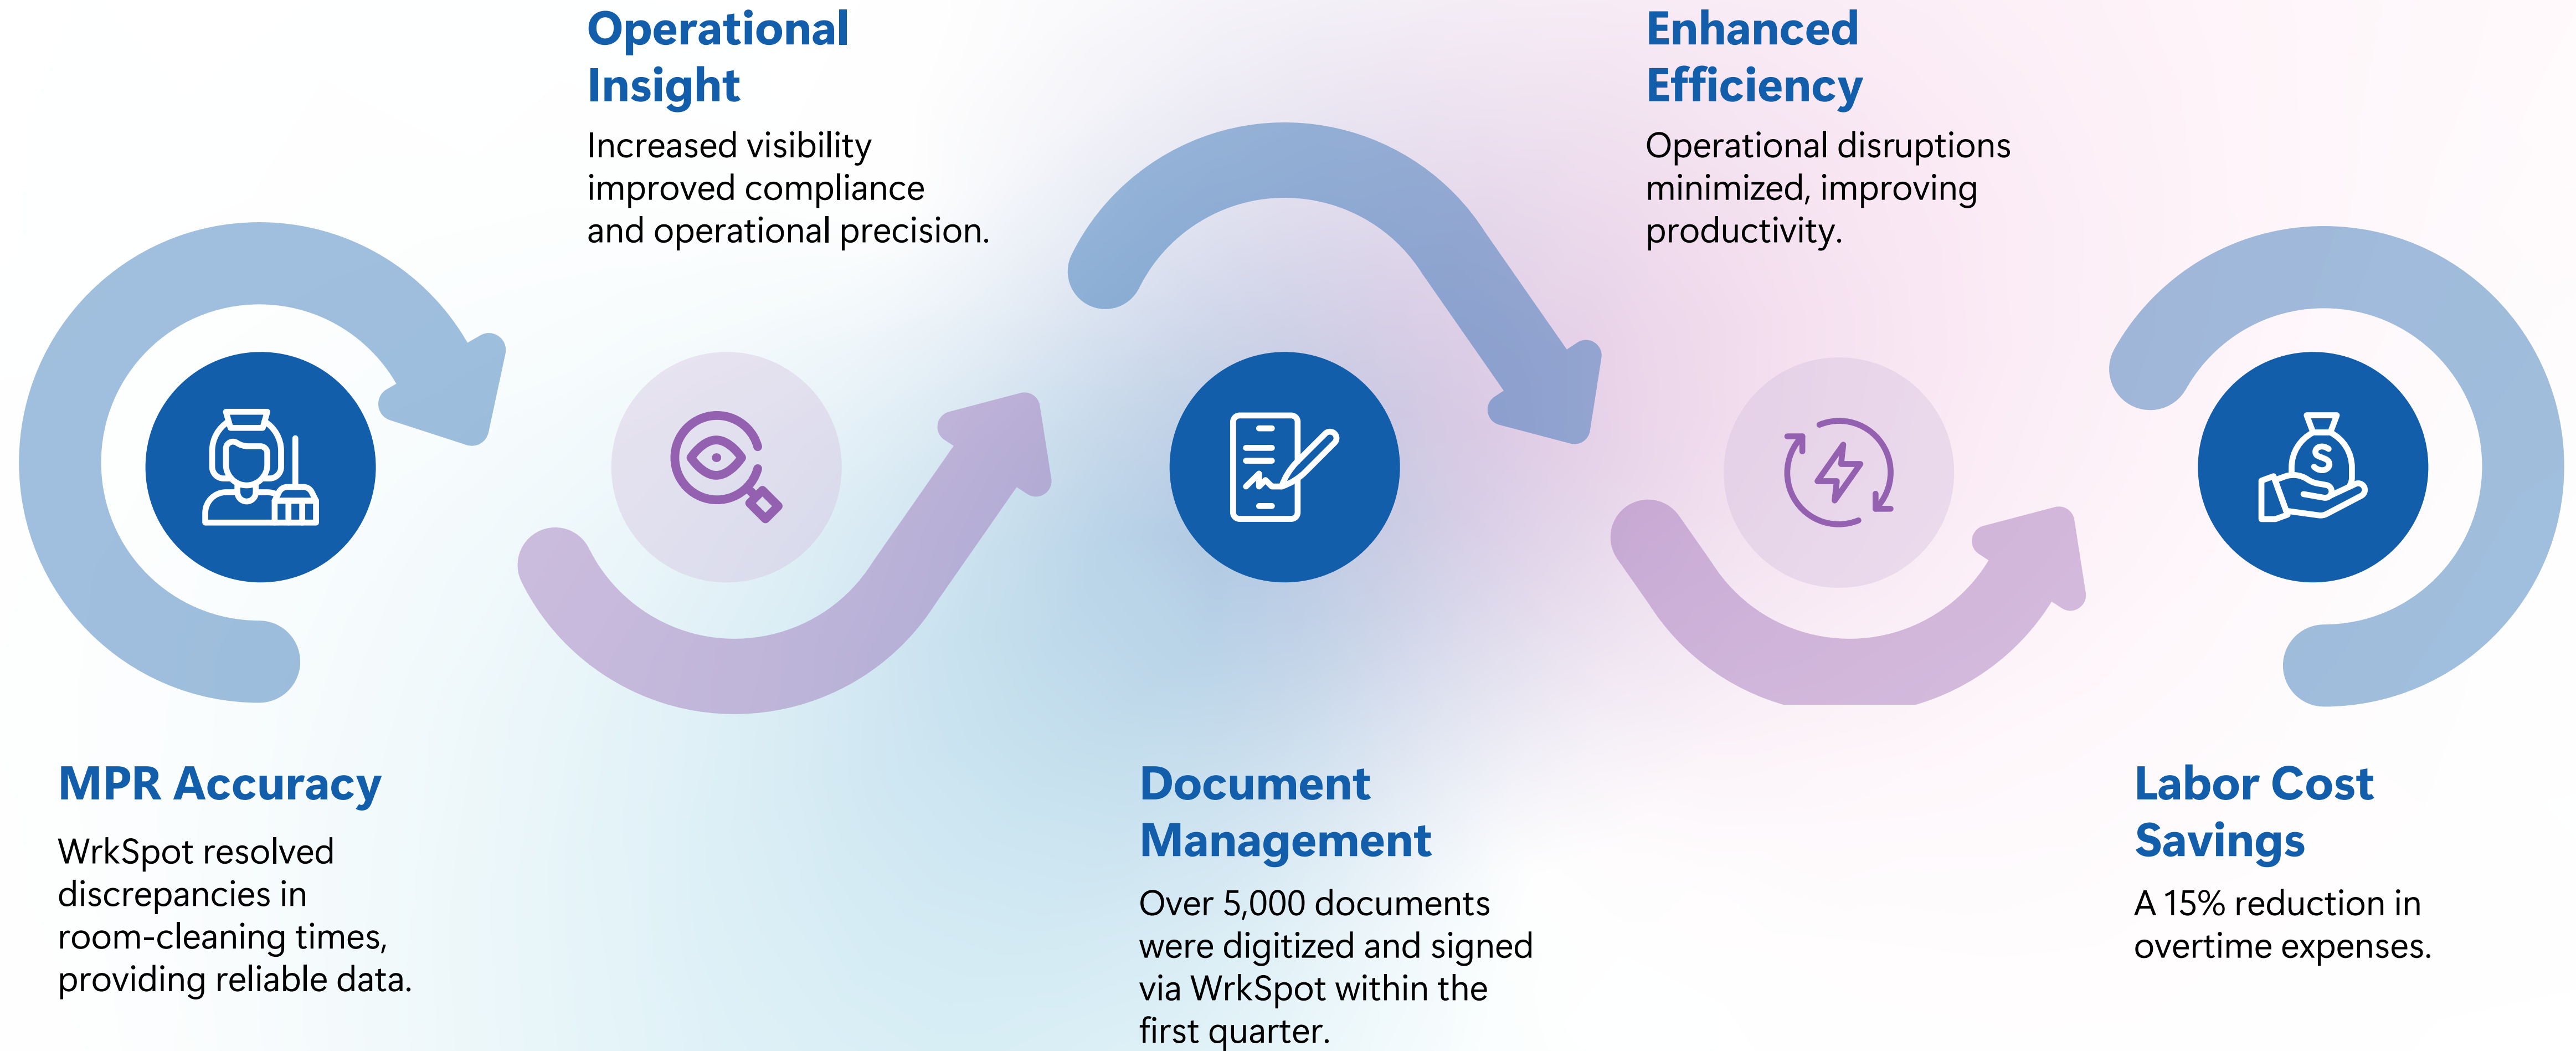 MPR Accuracy
WrkSpot resolved
discrepancies in
room-cleaning times,
providing reliable data.
Operational
Insight
Increased visibility
improved compliance
and operational precision.
Document
Management
Over 5,000 documents
were digitized and signed
via WrkSpot within the
first quarter.
Enhanced
Efficiency
Operational disruptions
minimized, improving
productivity.
S
Labor Cost
Savings
A 15% reduction in
overtime expenses.